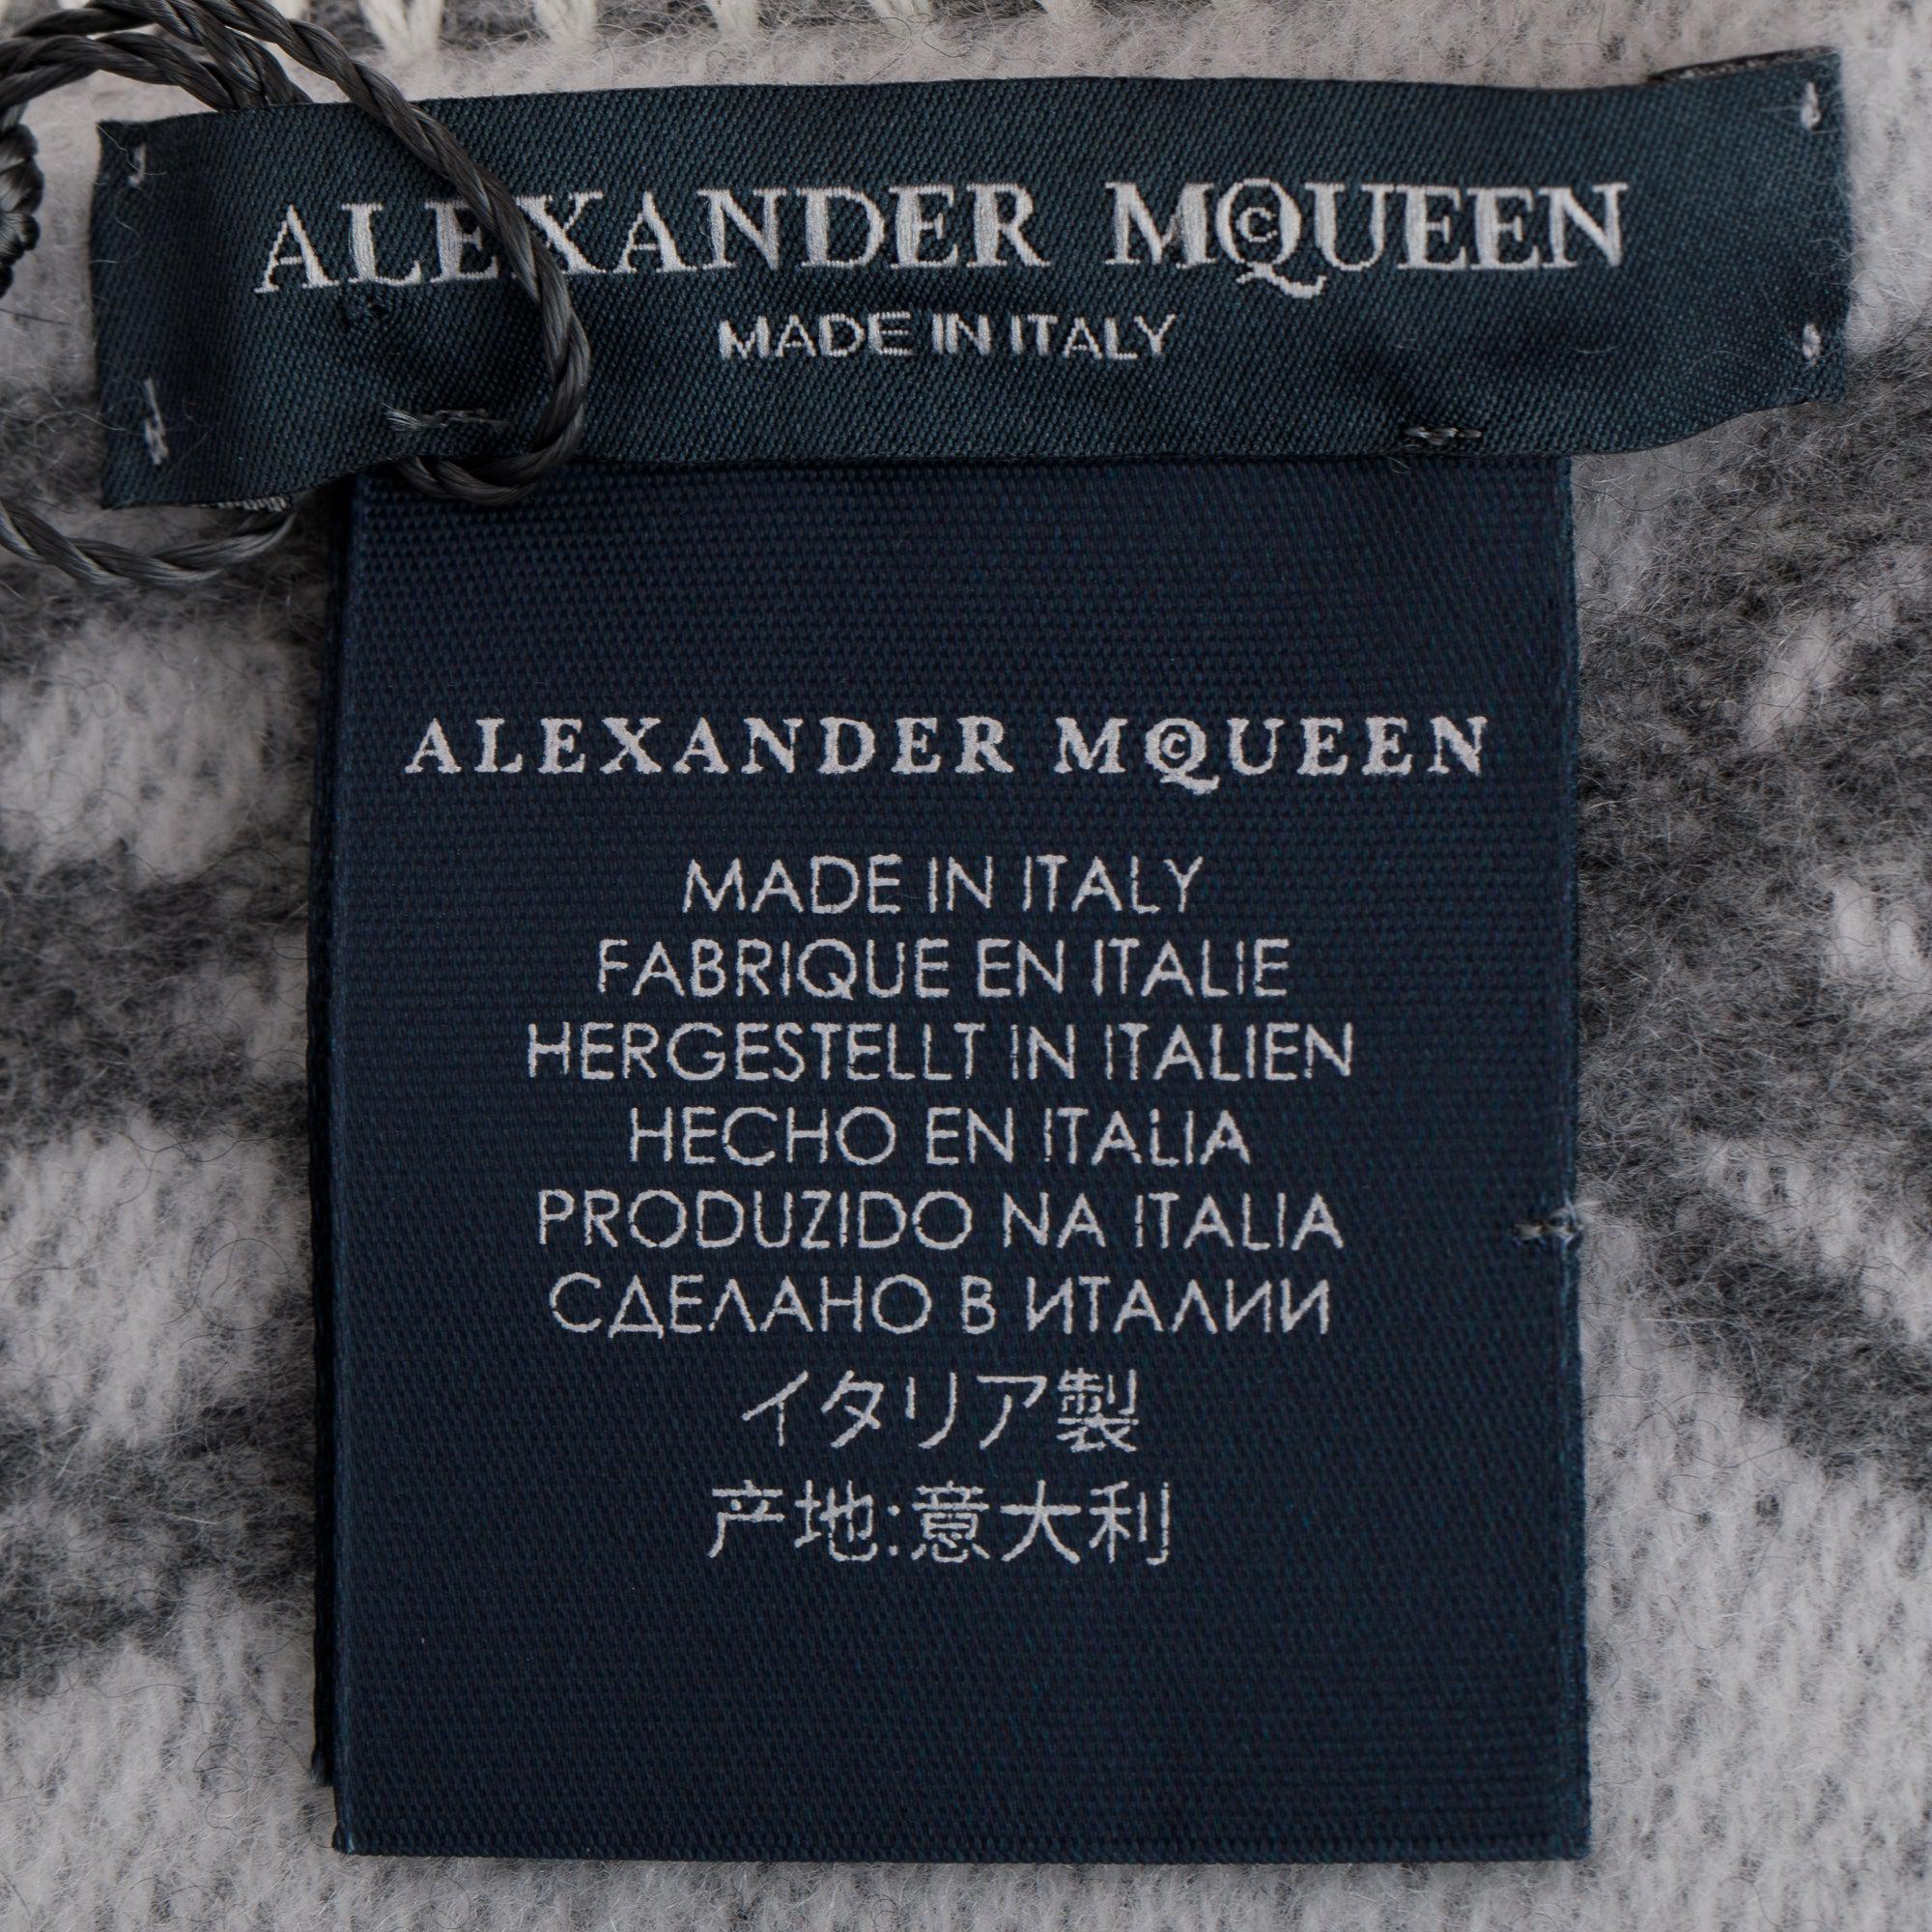 ALEXANDER MQUEEN
MADE IN ITALY
ALEXANDER MQUEEN
MADE IN ITALY
FABRIQUE EN ITALIE
HERGESTELLT IN ITALIEN
HECHO EN ITALIA
PRODUZIDO NA ITALIA
СДЕЛАНО В ИТАЛИИ
イタリア製
产地:意大利